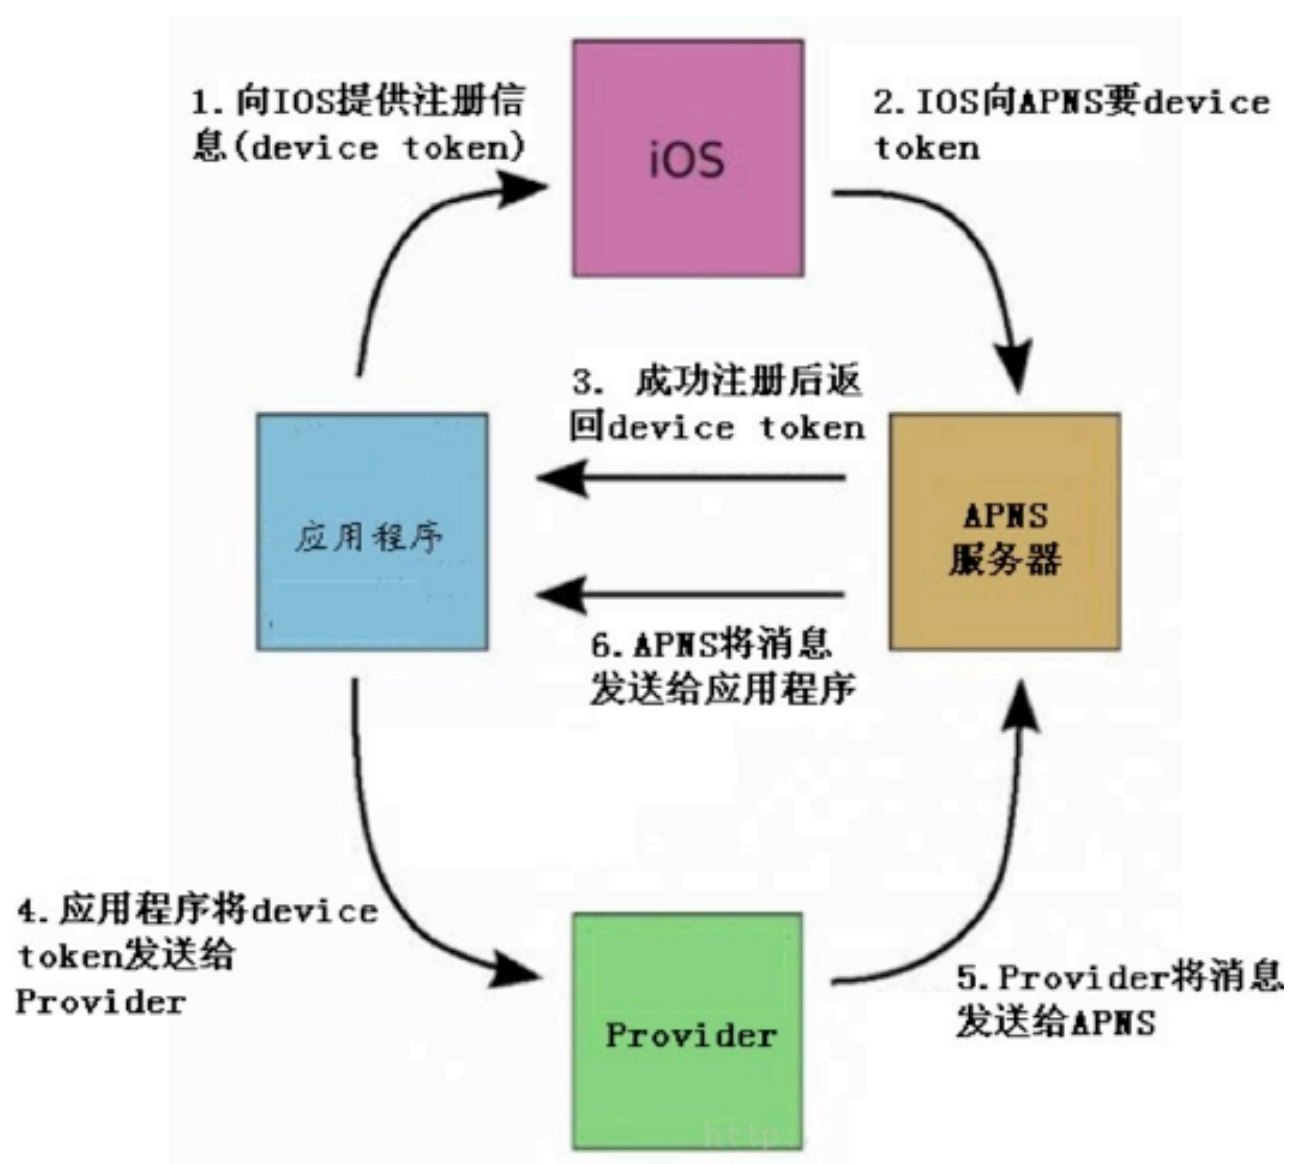 1.向IOS提供注册信
息(device token)
iOS
2.IOS向APNS要device
token
3. 成功注册后返
回device token
应用程序
APNS
服务器
6.APNS将消息
发送给应用程序
4.应用程序将device
token发送给
Provider
Provider
5.Provider将消息
发送给APNS
http